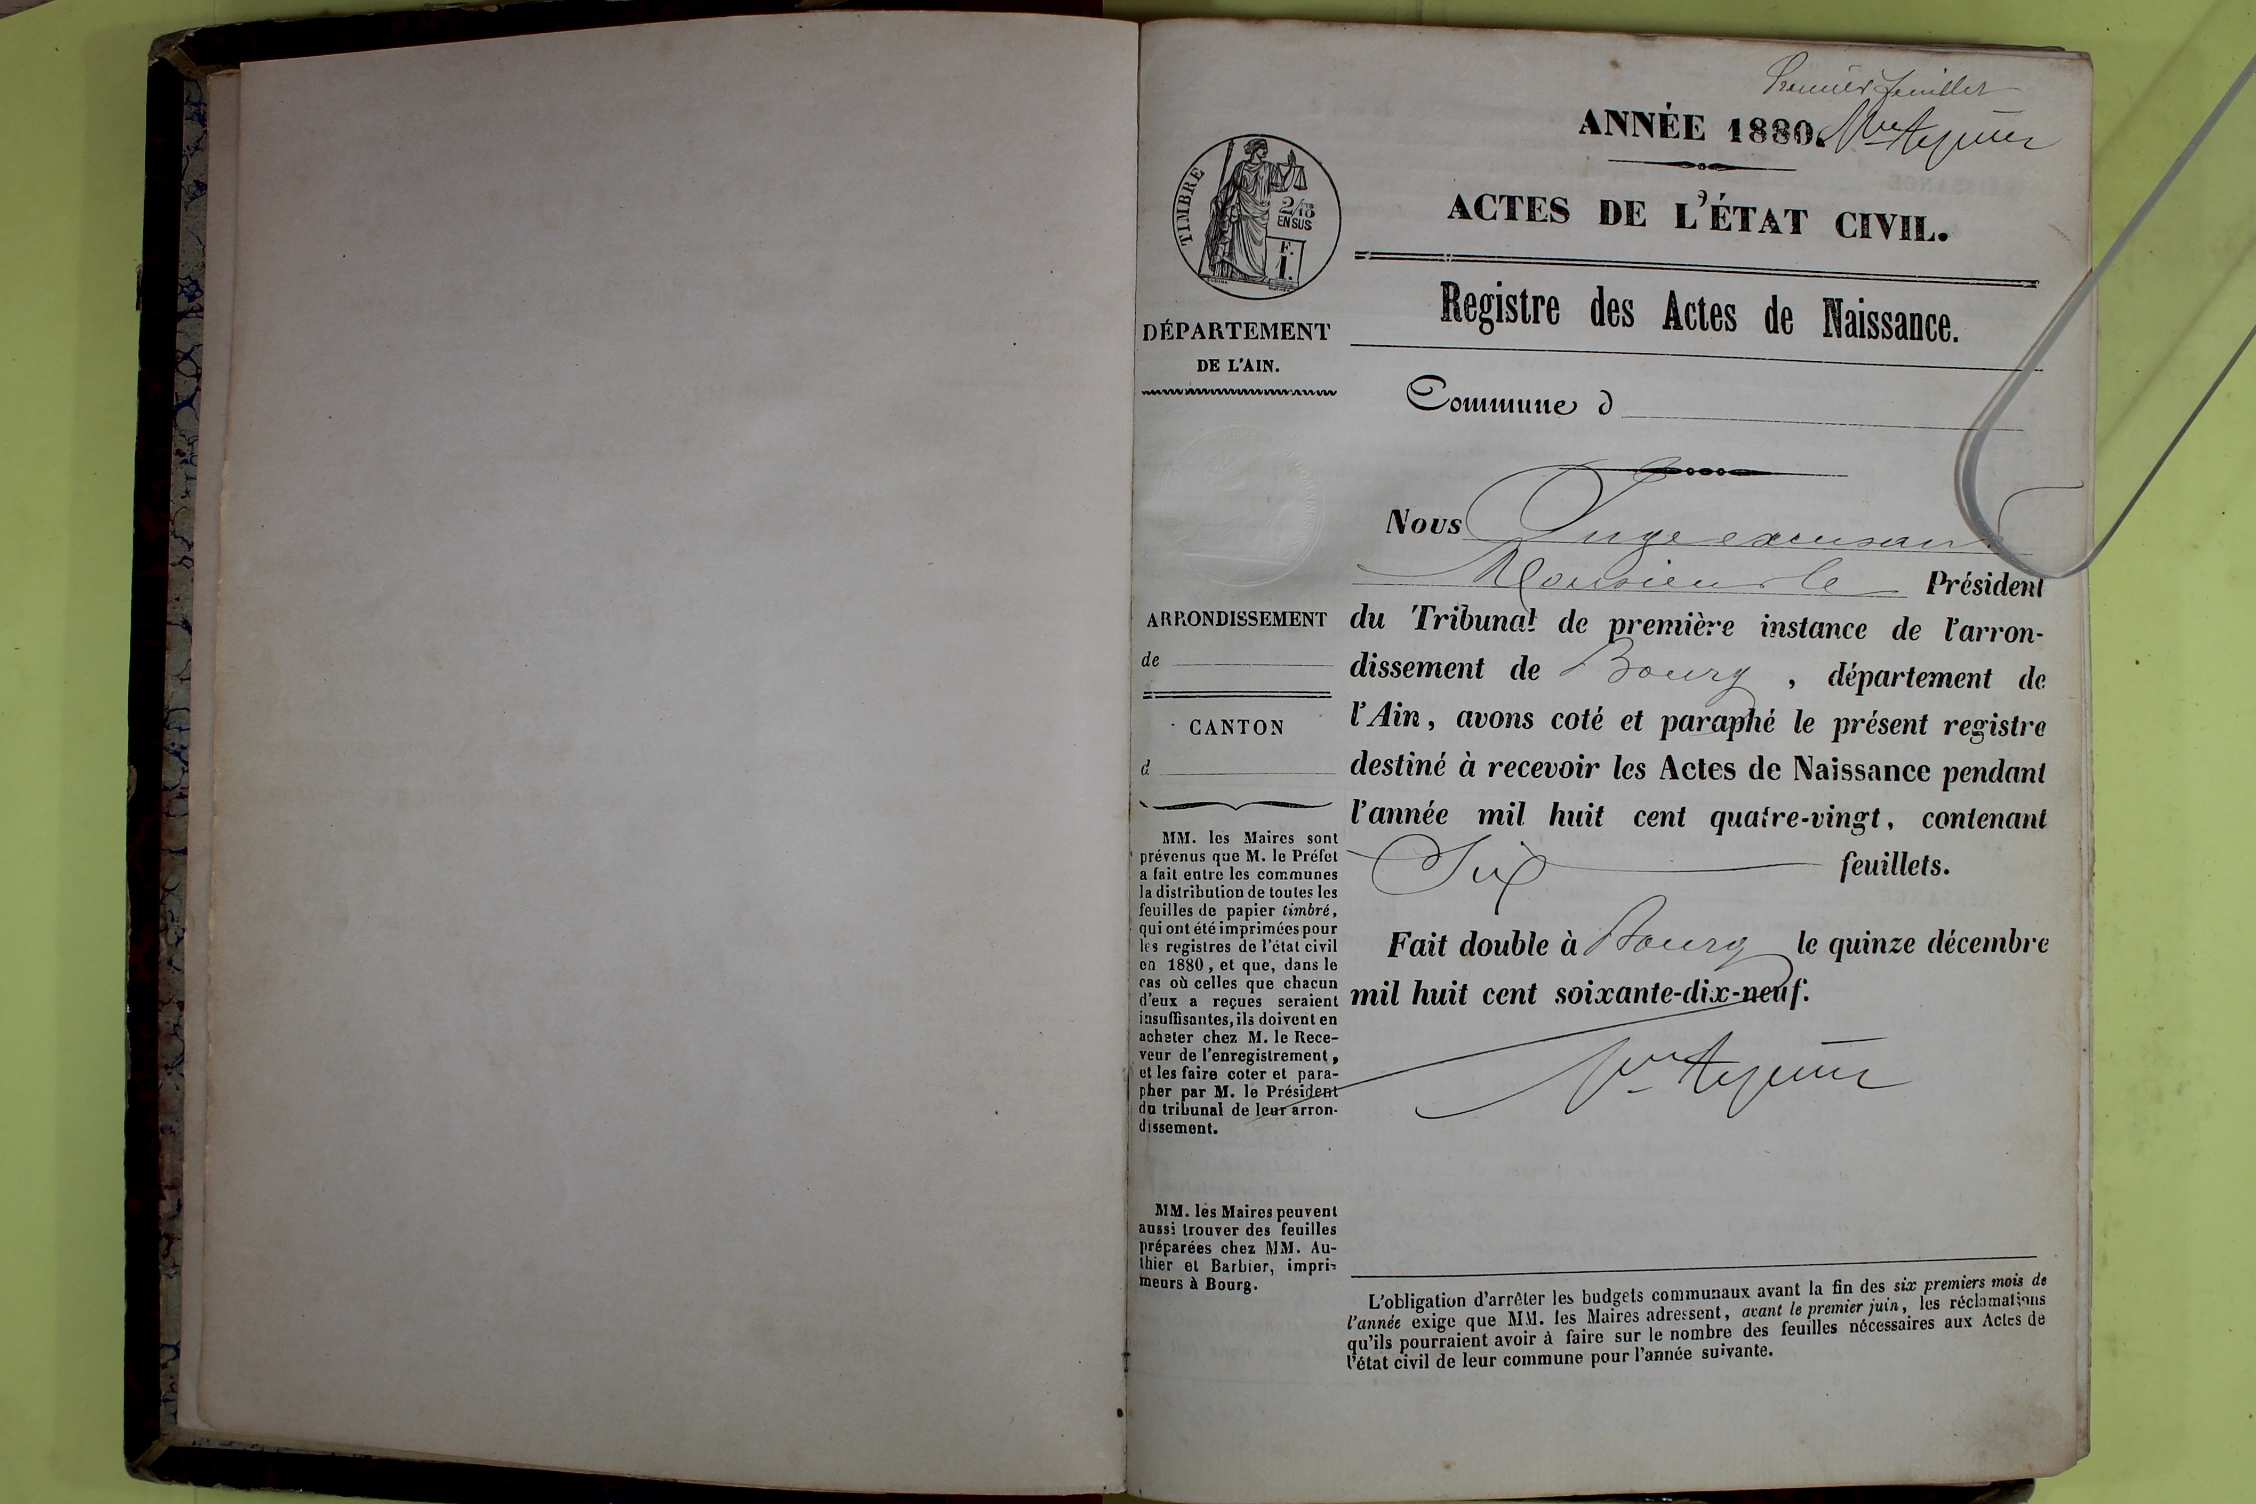 Premier feuillet
ANNÉE 1880.
TIMBRE
2/10
EN SUS
F.
1.
ACTES DE L'ÉTAT CIVIL.
Registre des Actes de Naissance.
DÉPARTEMENT
DE L'AIN.
Commune d
Nous Juge excusant
Monsieur le Président
du Tribunal de première instance de l'arron-
dissement de Bourg, département de
l'Ain, avons coté et paraphé le présent registre
destiné à recevoir les Actes de Naissance pendant
l'année mil huit cent quatre-vingt, contenant
Six feuillets.
Fait double à Bourg le quinze décembre
mil huit cent soixante-dix-neuf.
ARRONDISSEMENT
de
CANTON
d
MM. les Maires sont
prévenus que M. le Préfet
a fait entre les communes
la distribution de toutes les
feuilles de papier timbré,
qui ont été imprimées pour
les registres de l'état civil
en 1880, et que, dans le
cas où celles que chacun
d'eux a reçues seraient
insuffisantes, ils doivent en
acheter chez M. le Rece-
veur de l'enregistrement,
et les faire coter et para-
pher par M. le Président
du tribunal de leur arron-
dissement.
MM. les Maires peuvent
aussi trouver des feuilles
préparées chez MM. Au-
thier et Barbier, impri-
meurs à Bourg.
L'obligation d'arrêter les budgets communaux avant la fin des six premiers mois de
l'année exige que MM. les Maires adressent, avant le premier juin, les réclamations
qu'ils pourraient avoir à faire sur le nombre des feuilles nécessaires aux Actes de
l'état civil de leur commune pour l'année suivante.